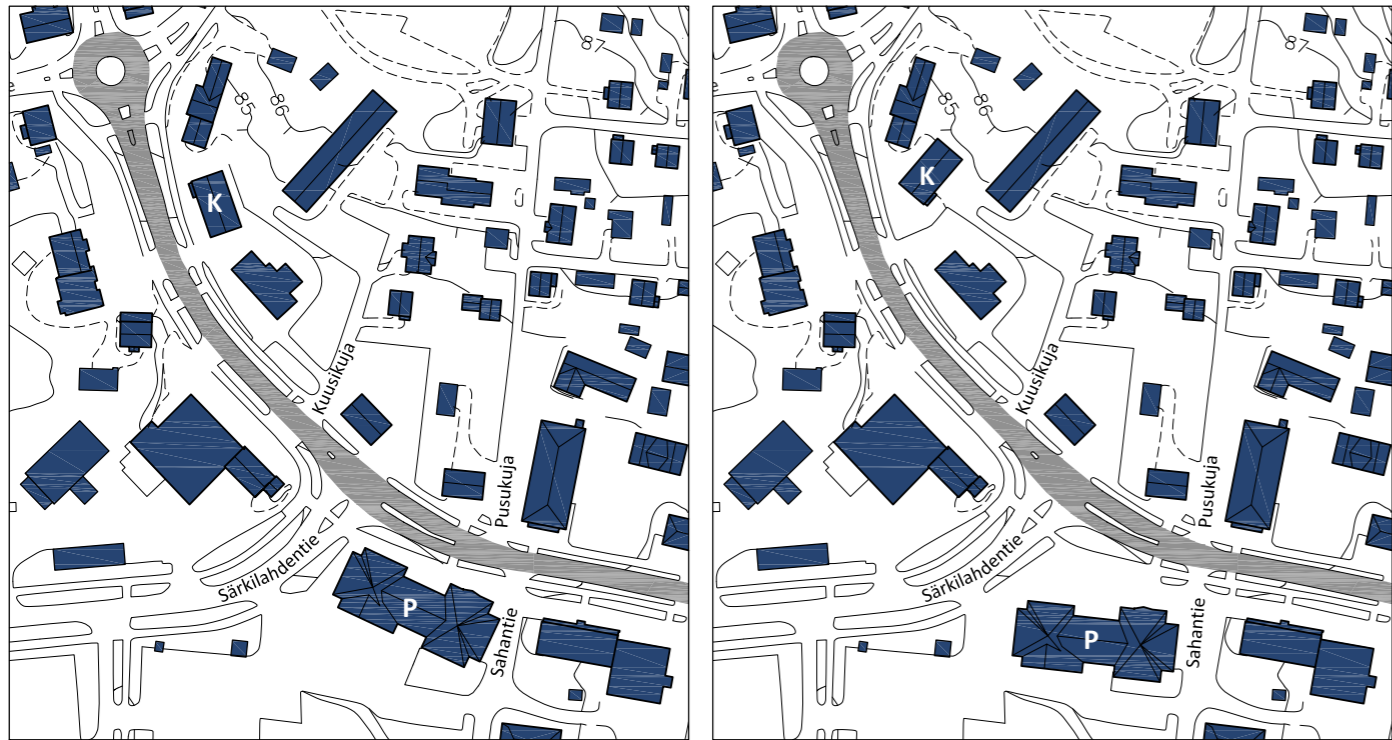 87
85
86
K
Kuusikuja
Pusukuja
Särkilahdentie
P
Sahantie
87
85
86
K
Kuusikuja
Pusukuja
Särkilahdentie
P
Sahantie